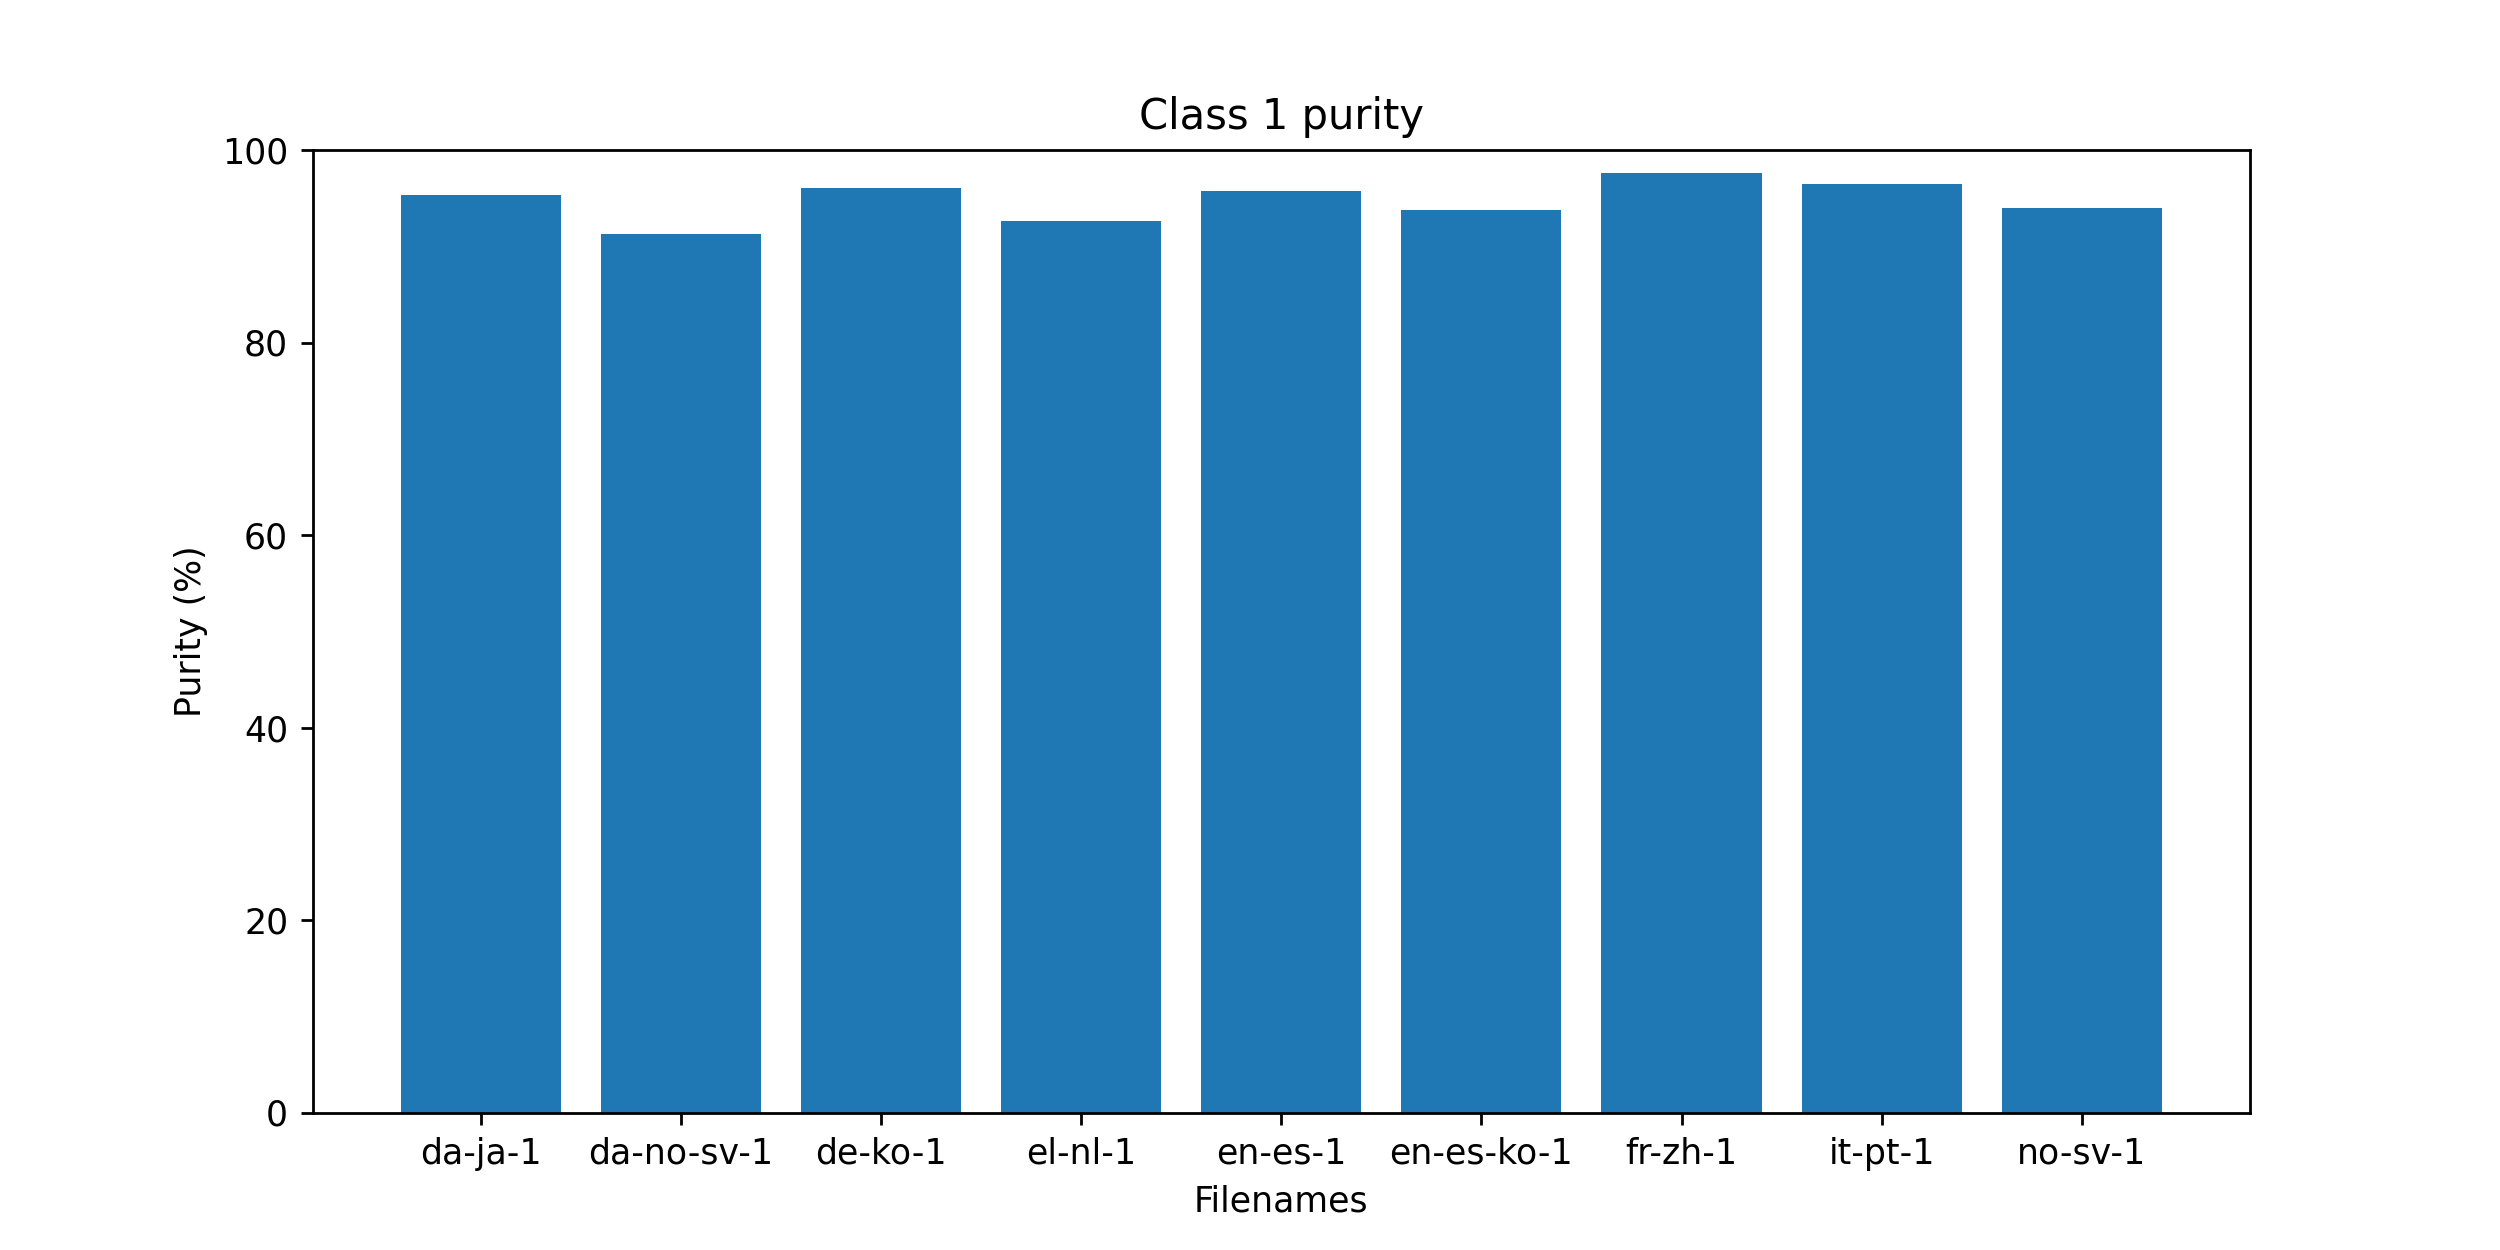 Class 1 purity
100
80
60
40
20
0
Purity (%)
da-ja-1 da-no-sv-1 de-ko-1 el-nl-1 en-es-1 en-es-ko-1 fr-zh-1 it-pt-1 no-sv-1
Filenames